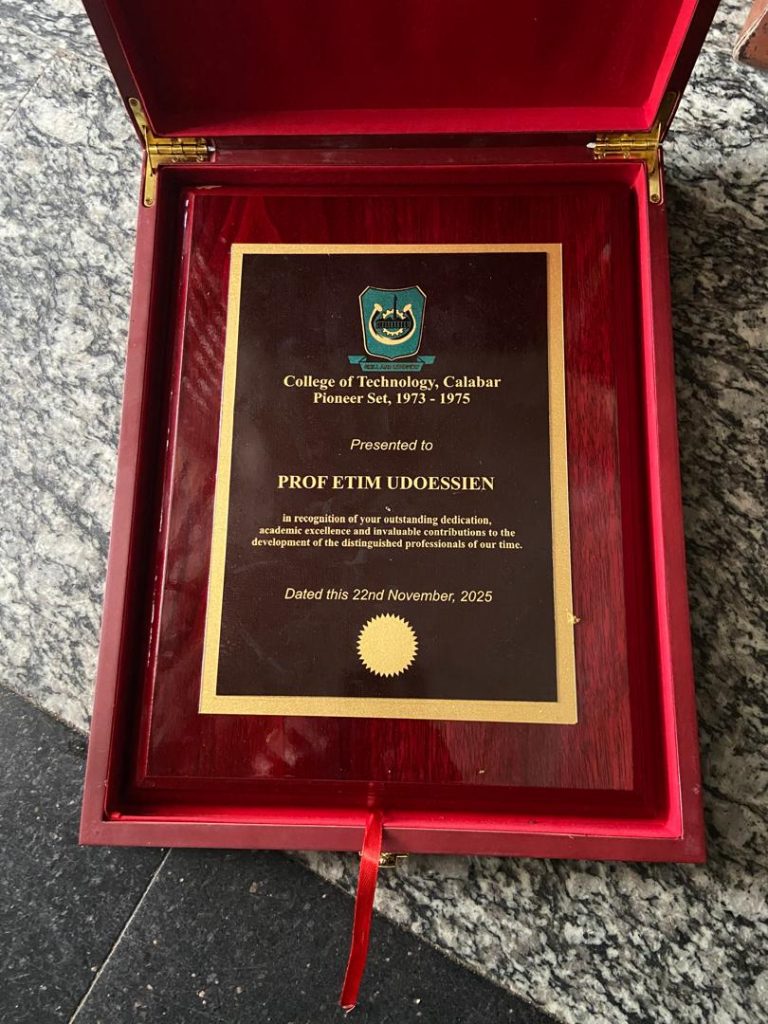 College of Technology, Calabar
Pioneer Set, 1973 - 1975
Presented to
PROF ETIM UDOESSIEN
in recognition of your outstanding dedication,
academic excellence and invaluable contributions to the
development of the distinguished professionals of our time.
Dated this 22nd November, 2025